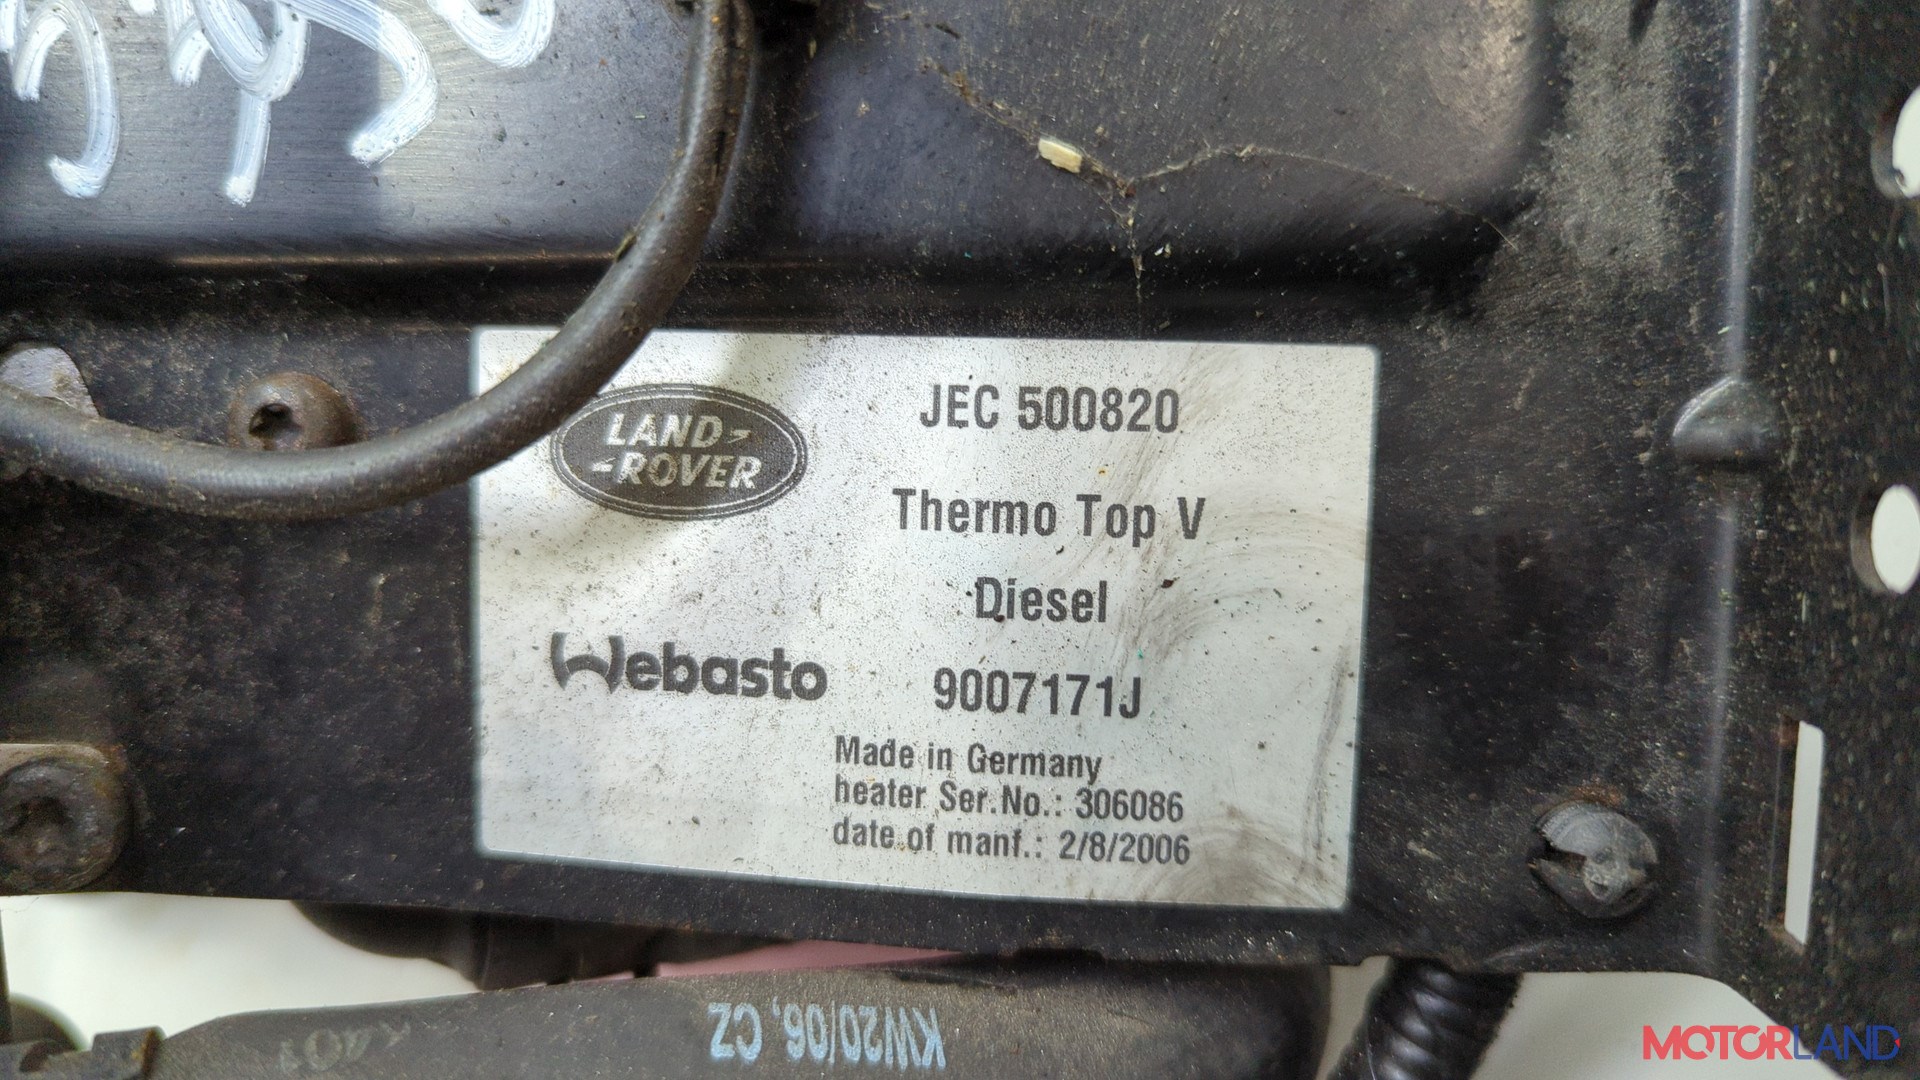 LAND-
-ROVER
JEC 500820
Thermo Top V
Diesel
Webasto
9007171J
Made in Germany
heater Ser.No.: 306086
date of manf.: 2/8/2006
KW20/06, CZ
MOTORLAND